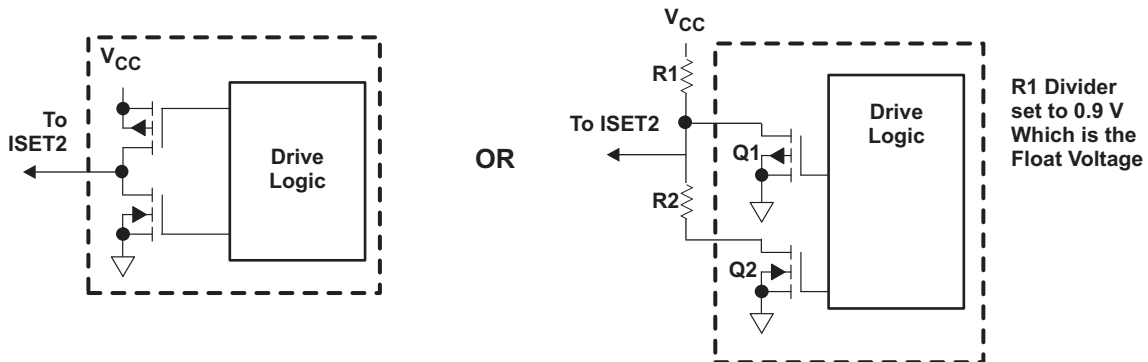 VCC
To
ISET2
Drive
Logic
OR
VCC
R1
To ISET2
Q1
R2
Q2
Drive
Logic
R1 Divider
set to 0.9 V
Which is the
Float Voltage